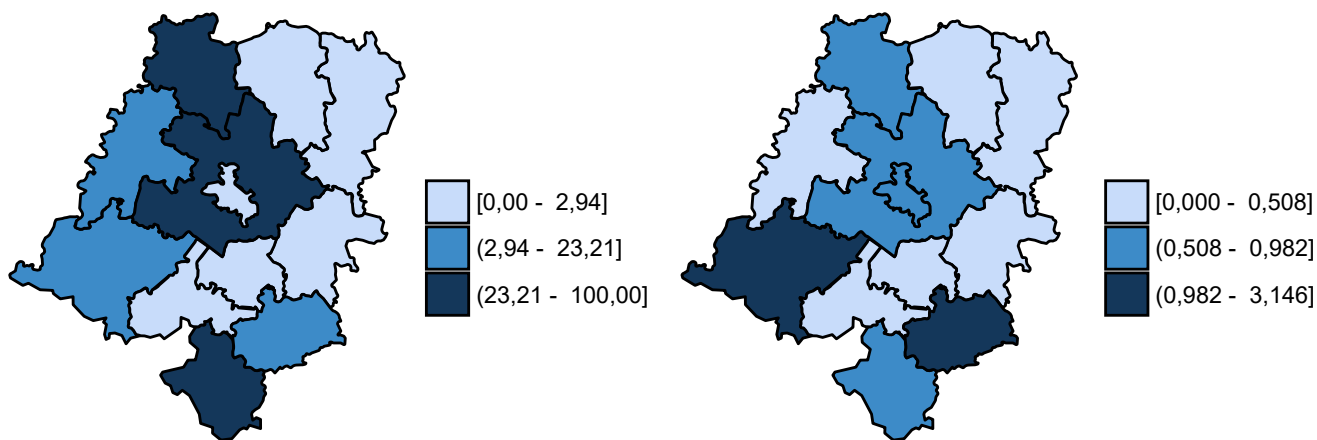 [0,00 - 2,94]
(2,94 - 23,21]
(23,21 - 100,00]
[0,000 - 0,508]
(0,508 - 0,982]
(0,982 - 3,146]